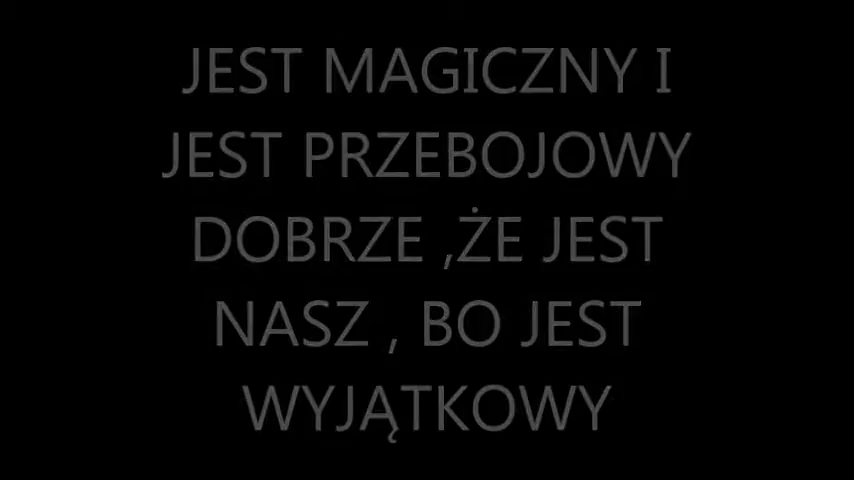 JEST MAGICZNY I
JEST PRZEBOJOWY
DOBRZE ,ŻE JEST
NASZ , BO JEST
WYJĄTKOWY